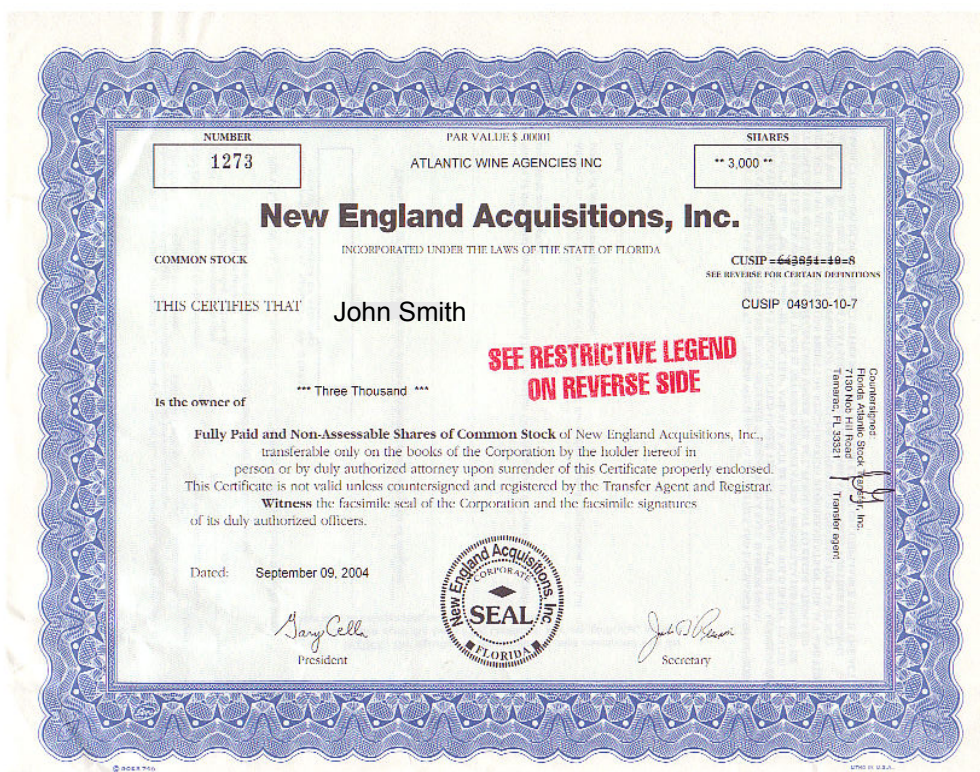 NUMBER
1273
PAR VALUE $ .00001
ATLANTIC WINE AGENCIES INC
SHARES
** 3,000 **
New England Acquisitions, Inc.
INCORPORATED UNDER THE LAWS OF THE STATE OF FLORIDA
COMMON STOCK
CUSIP 643851-10-8
SEE REVERSE FOR CERTAIN DEFINITIONS
THIS CERTIFIES THAT
John Smith
CUSIP 049130-10-7
SEE RESTRICTIVE LEGEND
ON REVERSE SIDE
*** Three Thousand ***
Is the owner of
Fully Paid and Non-Assessable Shares of Common Stock of New England Acquisitions, Inc.,
transferable only on the books of the Corporation by the holder hereof in
person or by duly authorized attorney upon surrender of this Certificate properly endorsed.
This Certificate is not valid unless countersigned and registered by the Transfer Agent and Registrar.
Witness the facsimile seal of the Corporation and the facsimile signatures
of its duly authorized officers.
Countersigned:
Florida Atlantic Stock Transfer, Inc.
7130 Nob Hill Road
Tamarac, FL 33321 Transfer agent
Dated: September 09, 2004
New England Acquisitions, Inc.
CORPORATE
SEAL
FLORIDA
Gary Cella
President
Secretary
LITHO IN U.S.A.